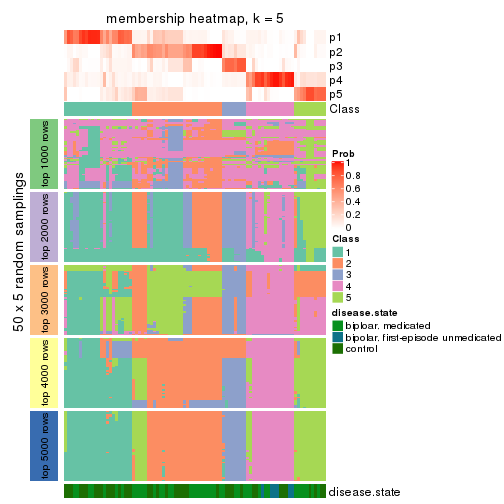 membership heatmap, k = 5
p1
p2
p3
p4
p5
Class
50 x 5 random samplings
top 1000 rows
top 2000 rows
top 3000 rows
top 4000 rows
top 5000 rows
Prob
1
0.8
0.6
0.4
0.2
0
Class
1
2
3
4
5
disease.state
bipolar. medicated
bipolar. first-episode unmedicated
control
disease.state